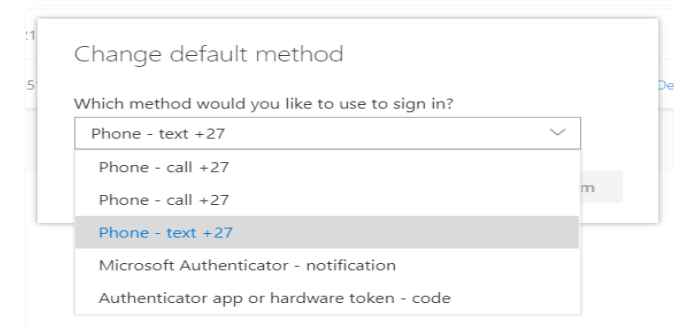 Change default method
Which method would you like to use to sign in?
Phone - text +27
Phone - call +27
Phone - call +27
Phone - text +27
Microsoft Authenticator - notification
Authenticator app or hardware token - code